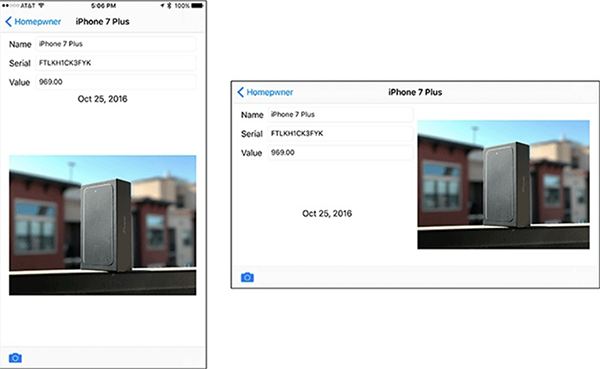 AT&T 5:06 PM 100%
Homepwner iPhone 7 Plus
Name iPhone 7 Plus
Serial FTLKH1CK3FYK
Value 969.00
Oct 25, 2016
Homepwner iPhone 7 Plus
Name iPhone 7 Plus
Serial FTLKH1CK3FYK
Value 969.00
Oct 25, 2016